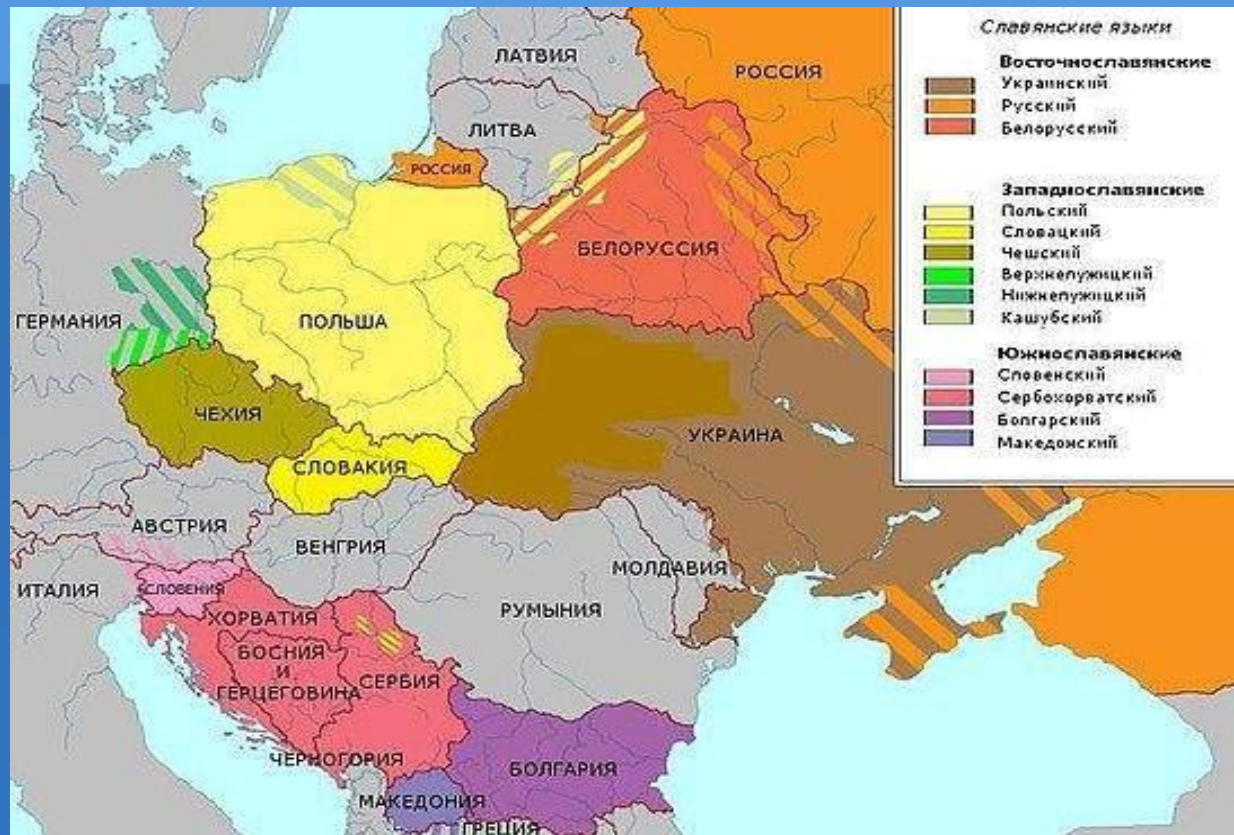 Славянские языки
Восточнославянские
Украинский
Русский
Белорусский
Западнославянские
Польский
Словацкий
Чешский
Верхнелужицкий
Нижнелужицкий
Кашубский
Южнославянские
Словенский
Сербохорватский
Болгарский
Македонский
ЛАТВИЯ
РОССИЯ
ЛИТВА
РОССИЯ
БЕЛОРУССИЯ
ГЕРМАНИЯ
ПОЛЬША
ЧЕХИЯ
УКРАИНА
СЛОВАКИЯ
АВСТРИЯ
ВЕНГРИЯ
МОЛДАВИЯ
ИТАЛИЯ
СЛОВЕНИЯ
РУМЫНИЯ
ХОРВАТИЯ
БОСНИЯ
И
ГЕРЦЕГОВИНА
СЕРБИЯ
ЧЕРНОГОРИЯ
БОЛГАРИЯ
МАКЕДОНИЯ
ГРЕЦИЯ